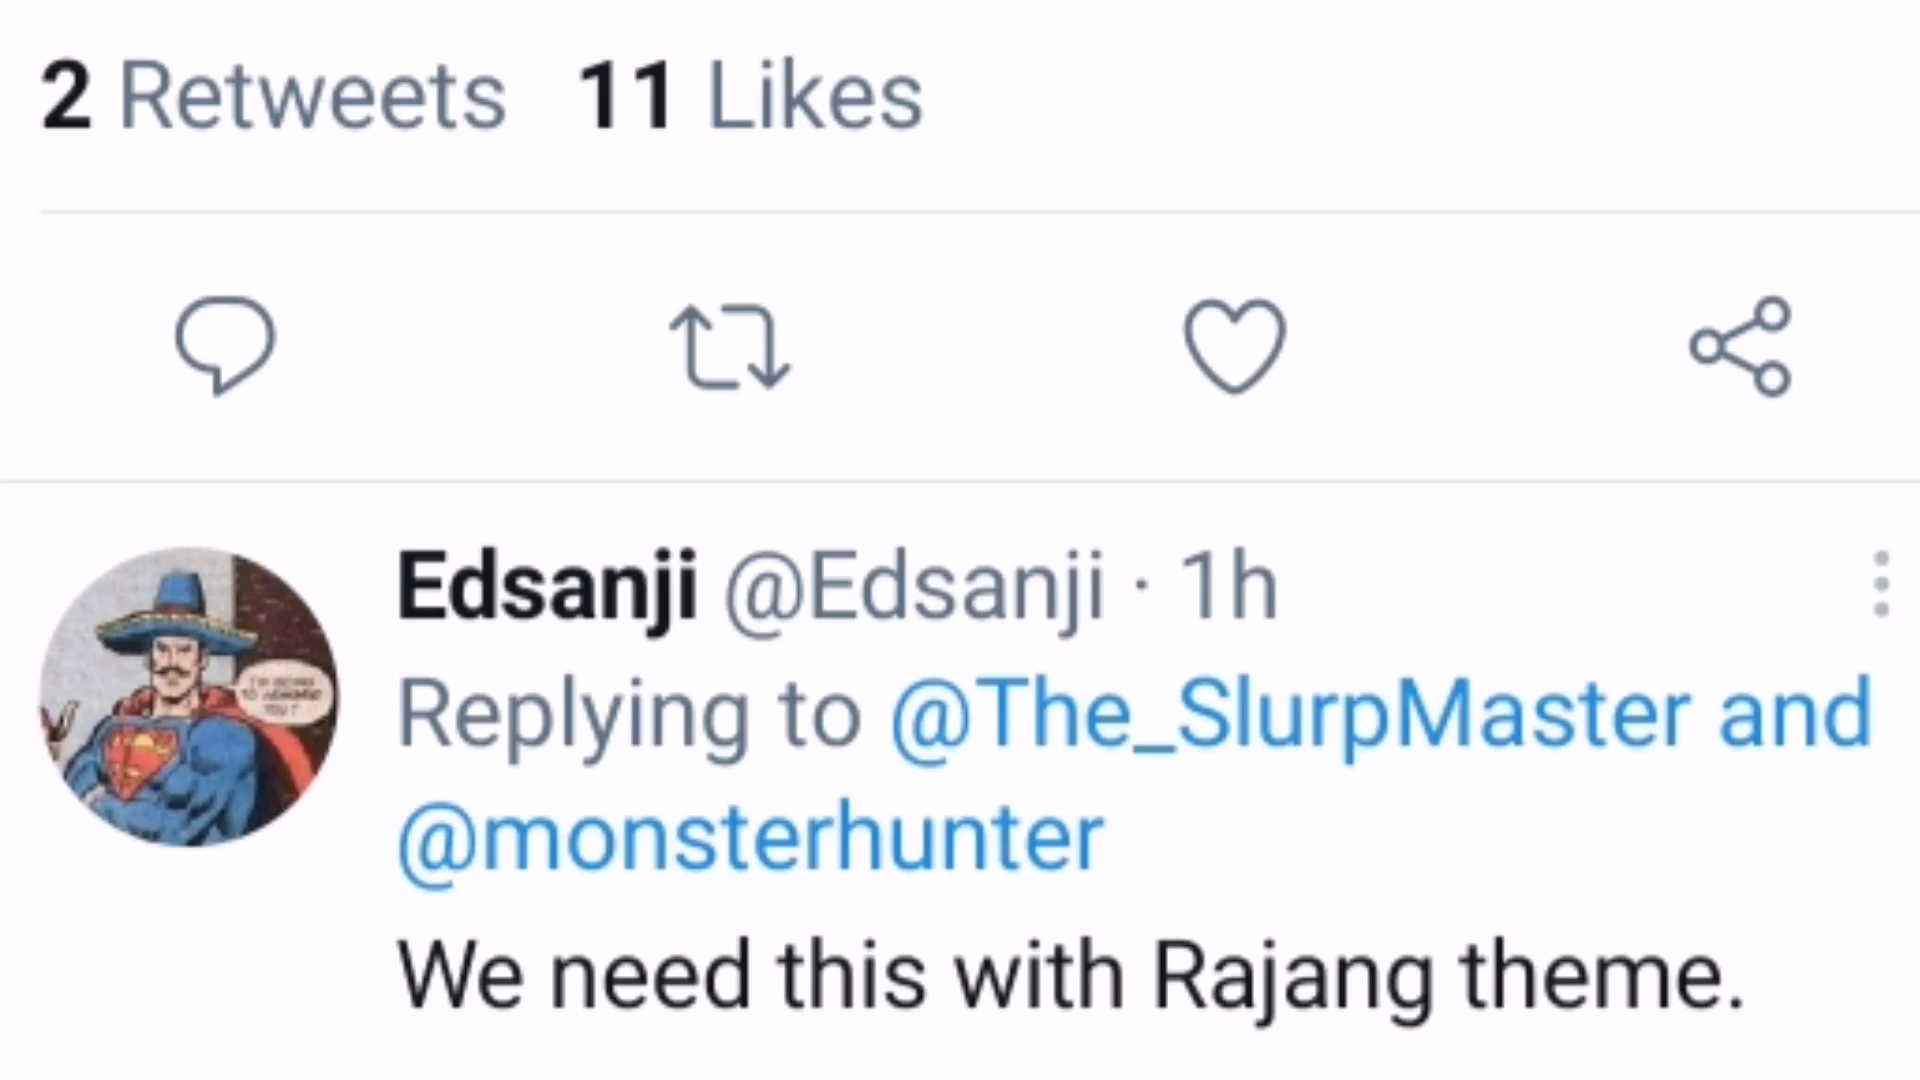 2 Retweets 11 Likes
Edsanji @Edsanji · 1h
Replying to @The_SlurpMaster and
@monsterhunter
We need this with Rajang theme.